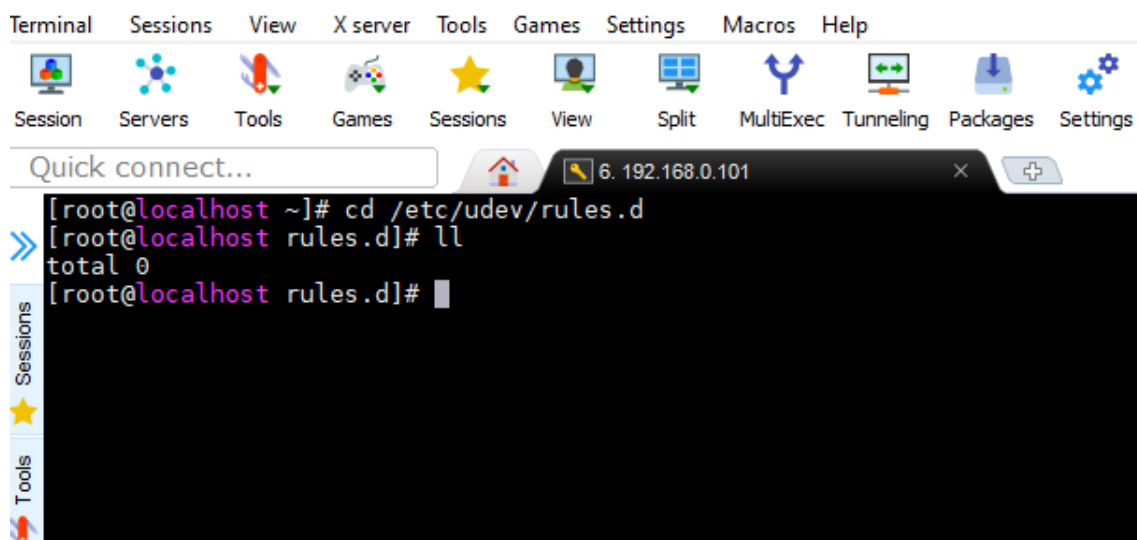 Terminal Sessions View X server Tools Games Settings Macros Help
Session Servers Tools Games Sessions View Split MultiExec Tunneling Packages Settings
Quick connect...
6. 192.168.0.101
[root@localhost ~]# cd /etc/udev/rules.d
[root@localhost rules.d]# ll
total 0
[root@localhost rules.d]#
Sessions
Tools